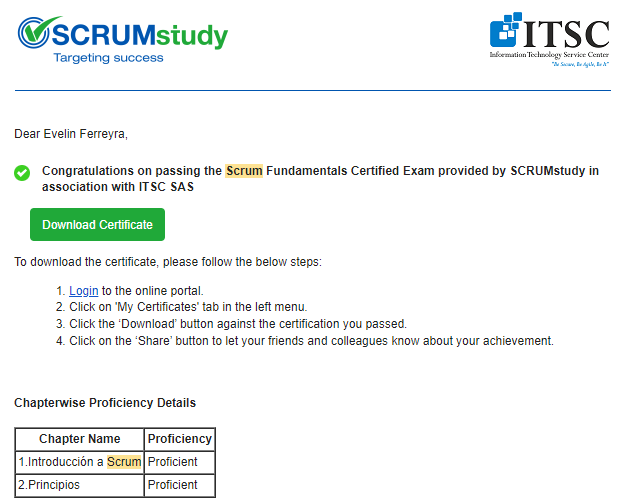 SCRUMstudy
Targeting success
ITSC
Information Technology Service Center
"Be Secure, Be Agile, Be It"
Dear Evelin Ferreyra,
Congratulations on passing the Scrum Fundamentals Certified Exam provided by SCRUMstudy in
association with ITSC SAS
Download Certificate
To download the certificate, please follow the below steps:
1. Login to the online portal.
2. Click on 'My Certificates' tab in the left menu.
3. Click the ‘Download’ button against the certification you passed.
4. Click on the ‘Share’ button to let your friends and colleagues know about your achievement.
Chapterwise Proficiency Details
Chapter Name Proficiency
1.Introducción a Scrum Proficient
2.Principios Proficient